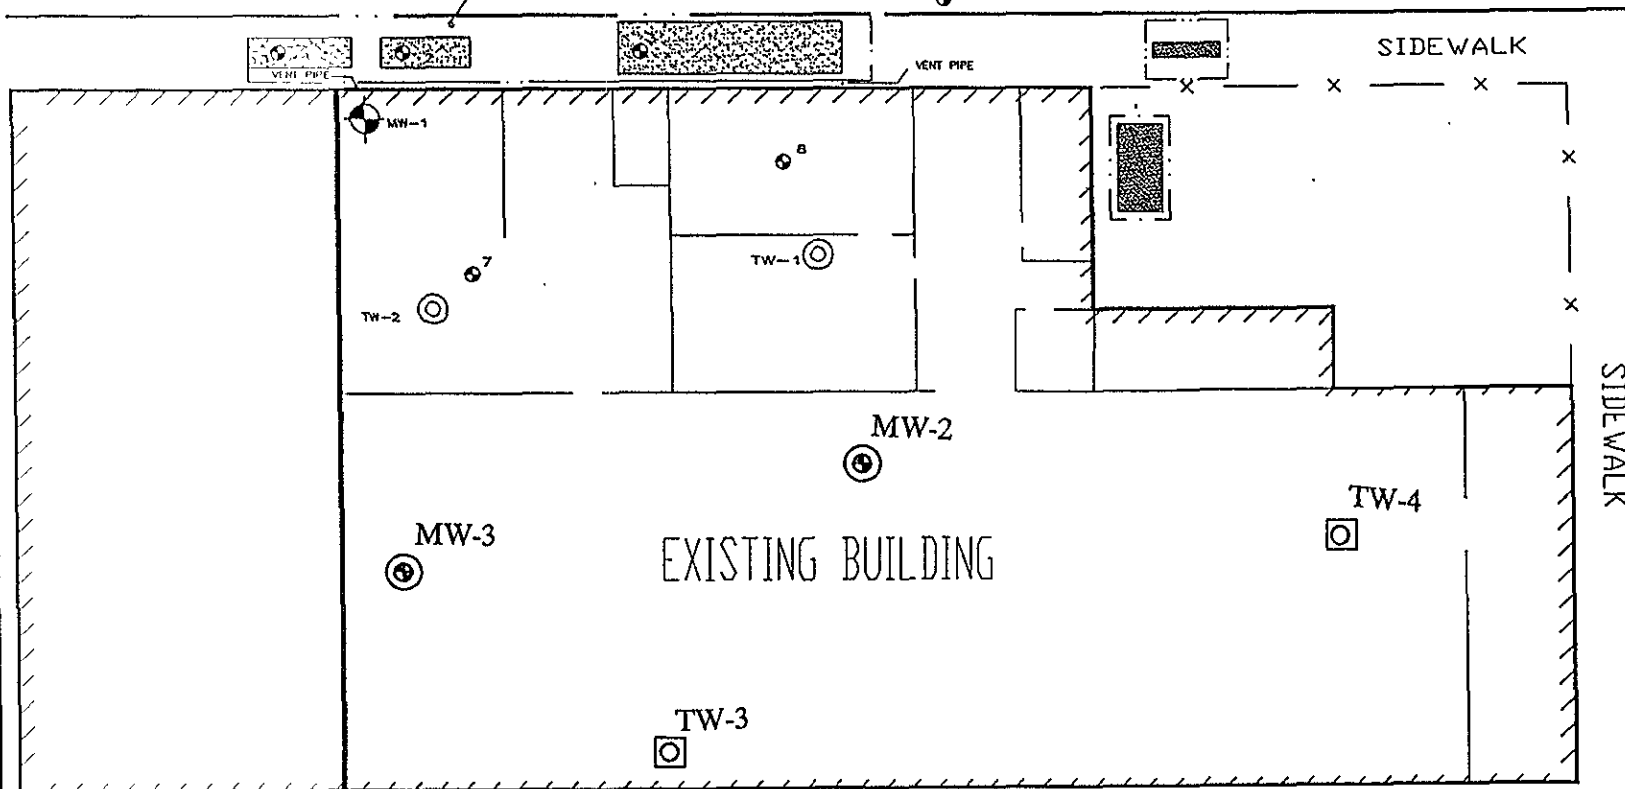 SIDEWALK
VENT PIPE
VENT PIPE
MW-1
8
TW-1
7
TW-2
SIDEWALK
MW-2
TW-4
MW-3
EXISTING BUILDING
TW-3